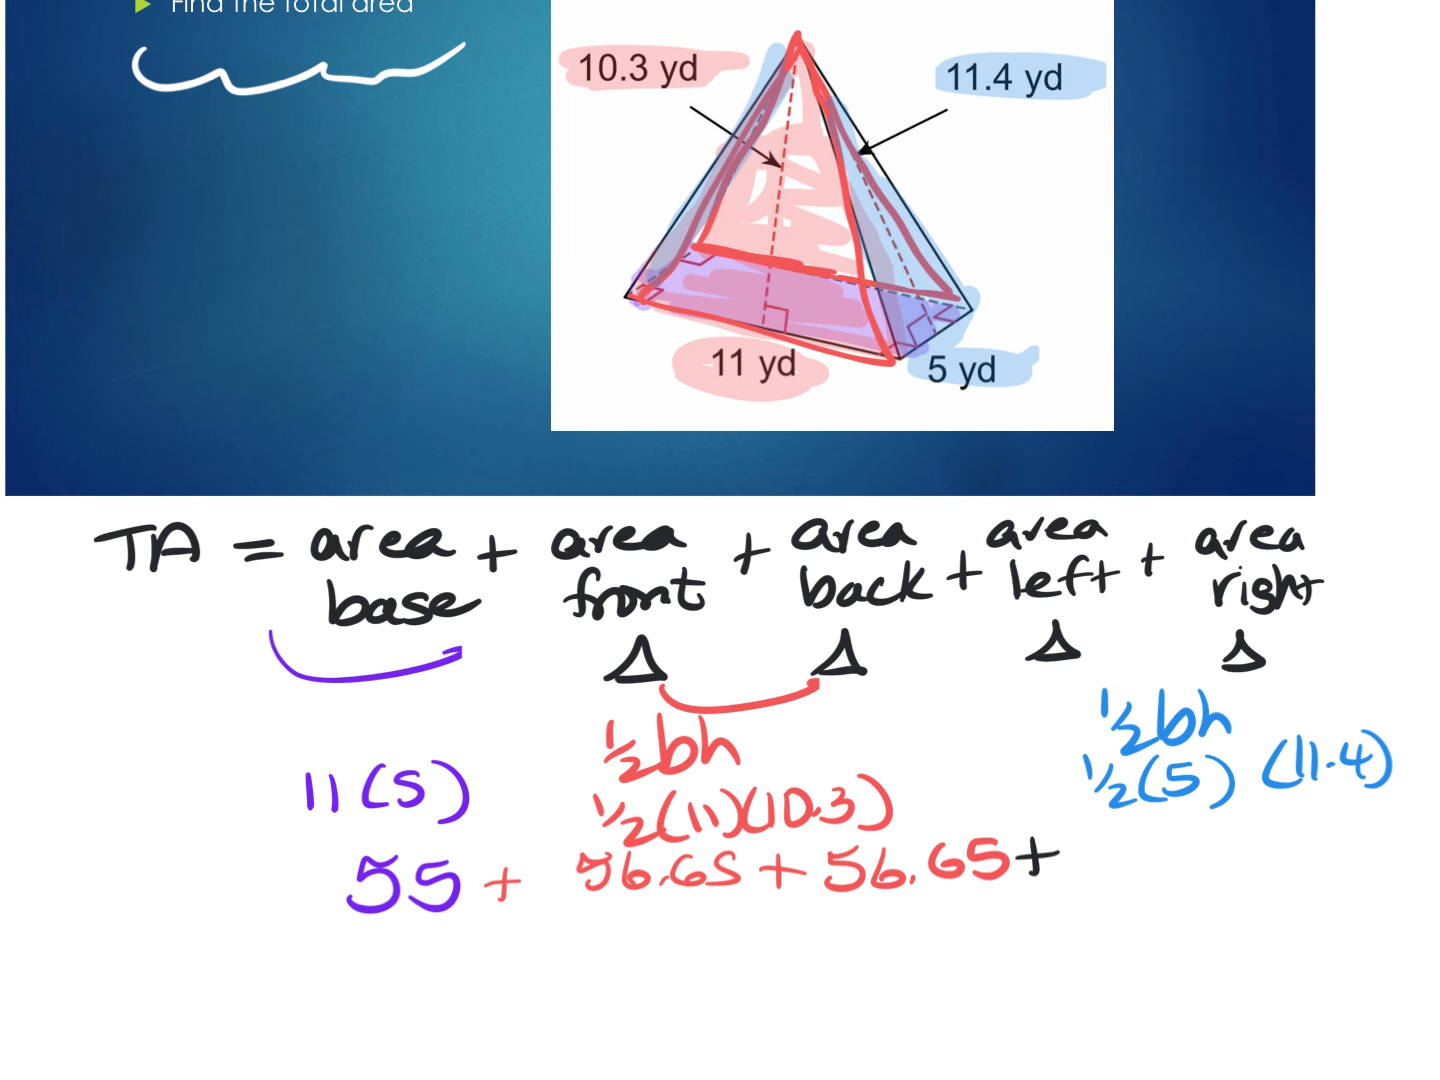 Find the total area
10.3 yd
11.4 yd
11 yd
5 yd
TA = area base + area front Δ + area back Δ + area left Δ + area right Δ
½bh
½bh
11(5)
½(11)(10.3)
½(5) (11.4)
55 + 56.65 + 56.65 +